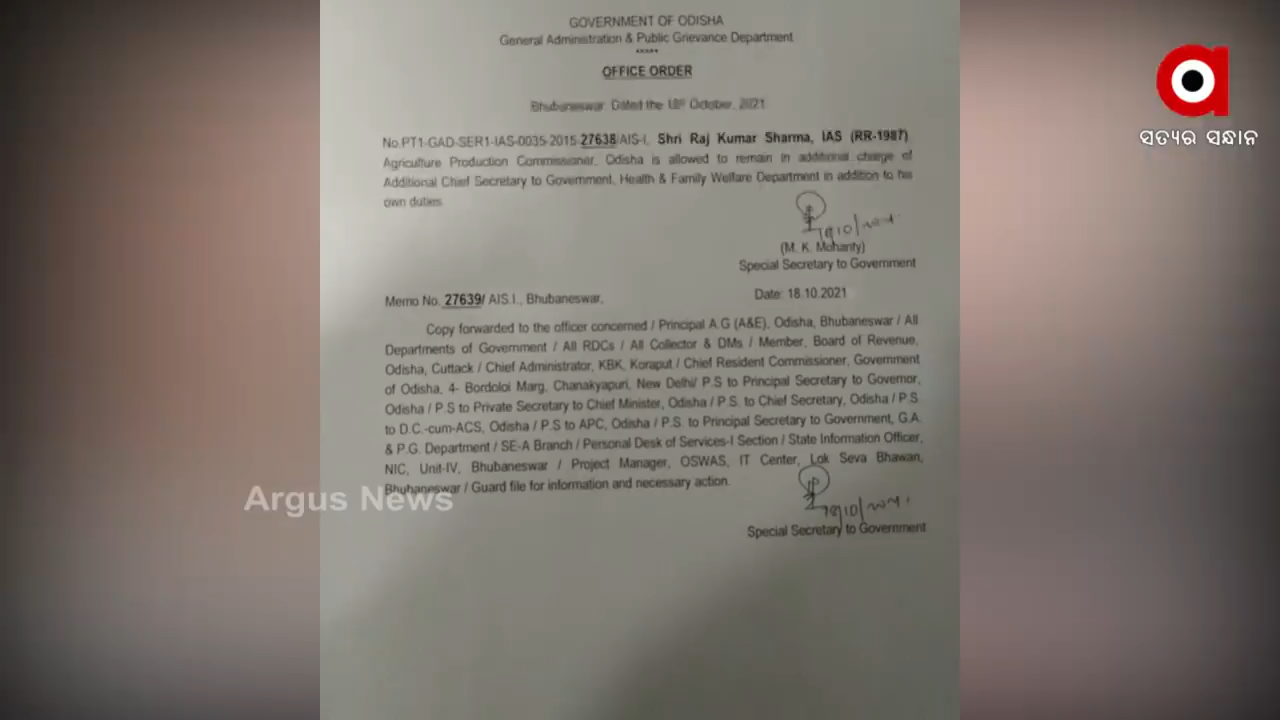 GOVERNMENT OF ODISHA
General Administration & Public Grievance Department
*****
OFFICE ORDER
Bhubaneswar, Dated the 18th October, 2021
No.PT1-GAD-SER1-IAS-0035-2015-27638/AIS-I, Shri Raj Kumar Sharma, IAS (RR-1987)
Agriculture Production Commissioner, Odisha is allowed to remain in additional charge of
Additional Chief Secretary to Government, Health & Family Welfare Department in addition to his
own duties.
(M. K. Mohanty)
Special Secretary to Government
Memo No. 27639/ AIS.I., Bhubaneswar,
Date: 18.10.2021
Copy forwarded to the officer concerned / Principal A.G (A&E), Odisha, Bhubaneswar / All
Departments of Government / All RDCs / All Collector & DMs / Member, Board of Revenue,
Odisha, Cuttack / Chief Administrator, KBK, Koraput / Chief Resident Commissioner, Government
of Odisha, 4- Bordoloi Marg, Chanakyapuri, New Delhi/ P.S to Principal Secretary to Governor,
Odisha / P.S to Private Secretary to Chief Minister, Odisha / P.S. to Chief Secretary, Odisha / P.S
to D.C.-cum-ACS, Odisha / P.S to APC, Odisha / P.S. to Principal Secretary to Government, G.A.
& P.G. Department / SE-A Branch / Personal Desk of Services-I Section / State Information Officer,
NIC, Unit-IV, Bhubaneswar / Project Manager, OSWAS, IT Center, Lok Seva Bhawan,
Bhubaneswar / Guard file for information and necessary action.
Special Secretary to Government
Argus News
ସତ୍ୟର ସନ୍ଧାନ